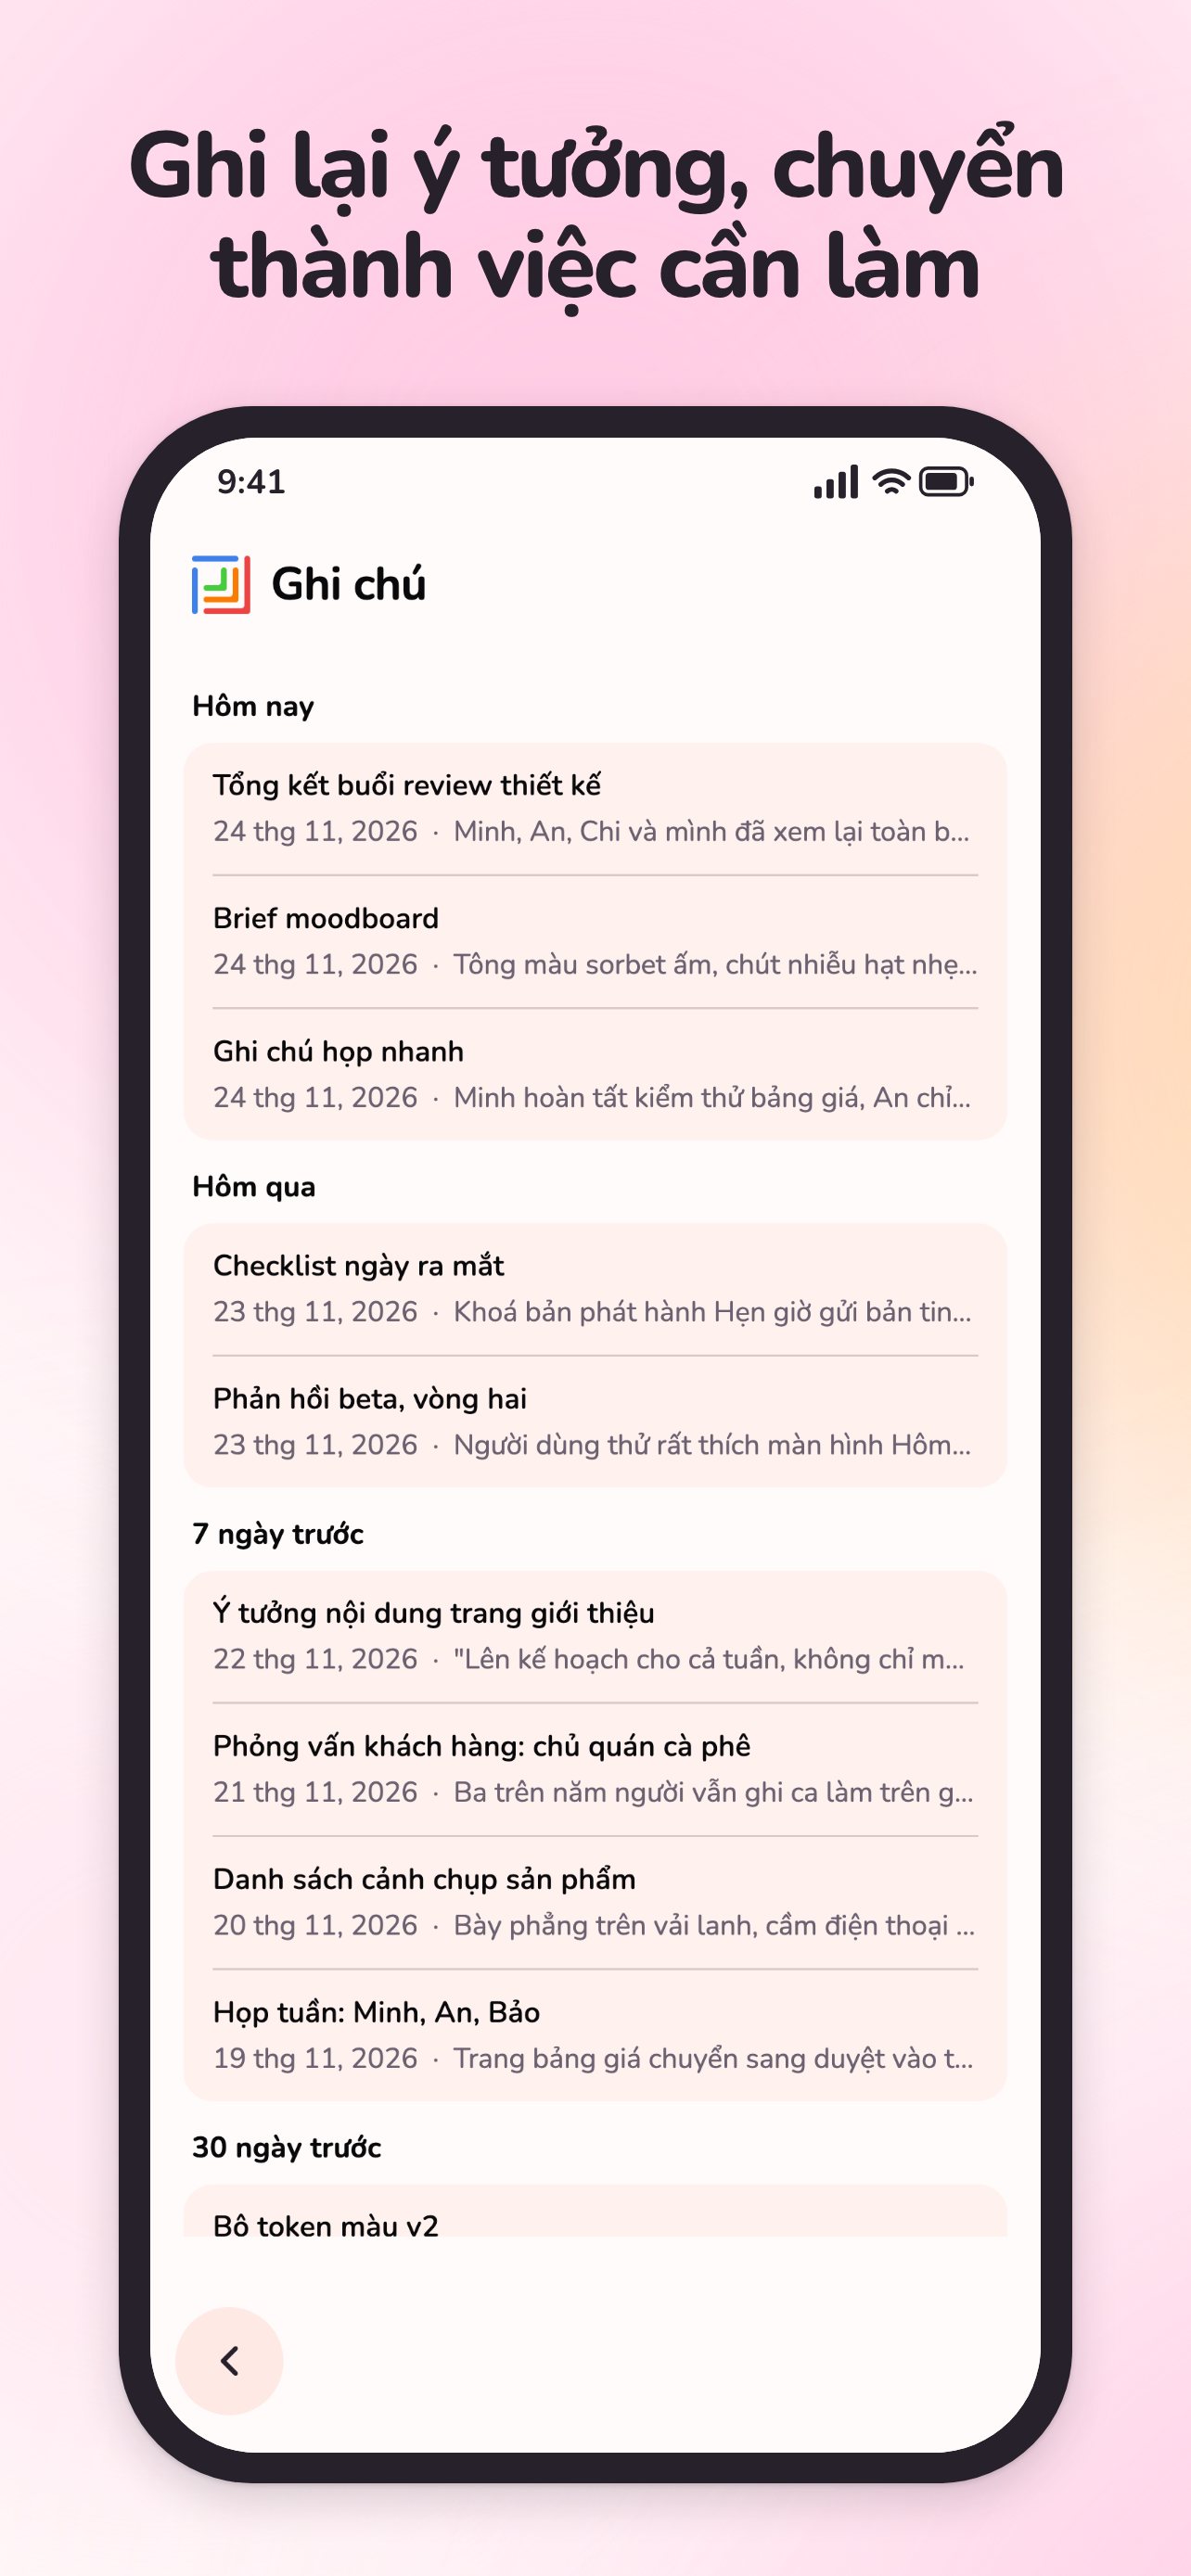 Ghi lại ý tưởng, chuyển
thành việc cần làm
9:41
Ghi chú
Hôm nay
Tổng kết buổi review thiết kế
24 thg 11, 2026 · Minh, An, Chi và mình đã xem lại toàn b...
Brief moodboard
24 thg 11, 2026 · Tông màu sorbet ấm, chút nhiễu hạt nhẹ...
Ghi chú họp nhanh
24 thg 11, 2026 · Minh hoàn tất kiểm thử bảng giá, An chỉ...
Hôm qua
Checklist ngày ra mắt
23 thg 11, 2026 · Khoá bản phát hành Hẹn giờ gửi bản tin...
Phản hồi beta, vòng hai
23 thg 11, 2026 · Người dùng thử rất thích màn hình Hôm...
7 ngày trước
Ý tưởng nội dung trang giới thiệu
22 thg 11, 2026 · "Lên kế hoạch cho cả tuần, không chỉ m...
Phỏng vấn khách hàng: chủ quán cà phê
21 thg 11, 2026 · Ba trên năm người vẫn ghi ca làm trên g...
Danh sách cảnh chụp sản phẩm
20 thg 11, 2026 · Bày phẳng trên vải lanh, cầm điện thoại ...
Họp tuần: Minh, An, Bảo
19 thg 11, 2026 · Trang bảng giá chuyển sang duyệt vào t...
30 ngày trước
Bộ token màu v2